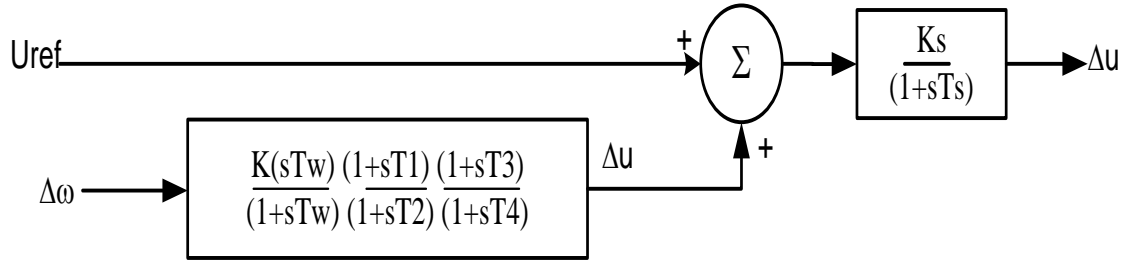 Uref
+
Σ
Ks
(1+sTs)
Δu
+
Δω
K(sTw) (1+sT1) (1+sT3)
(1+sTw) (1+sT2) (1+sT4)
Δu